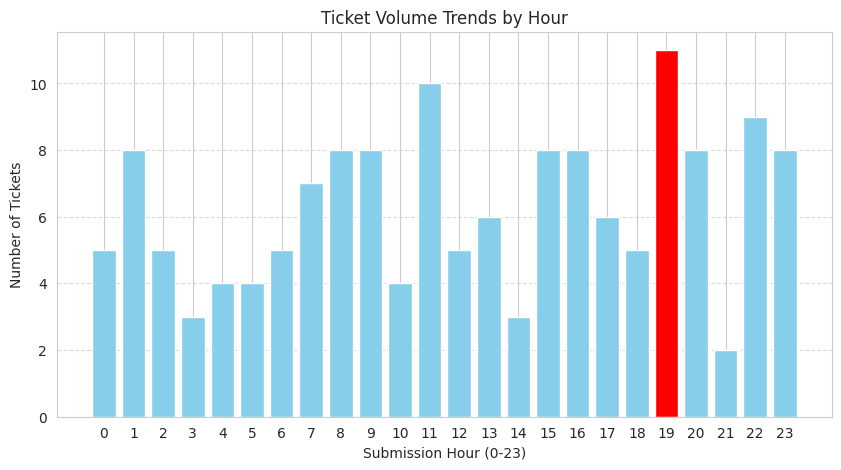 Ticket Volume Trends by Hour
Number of Tickets
10
8
6
4
2
0
0 1 2 3 4 5 6 7 8 9 10 11 12 13 14 15 16 17 18 19 20 21 22 23
Submission Hour (0-23)